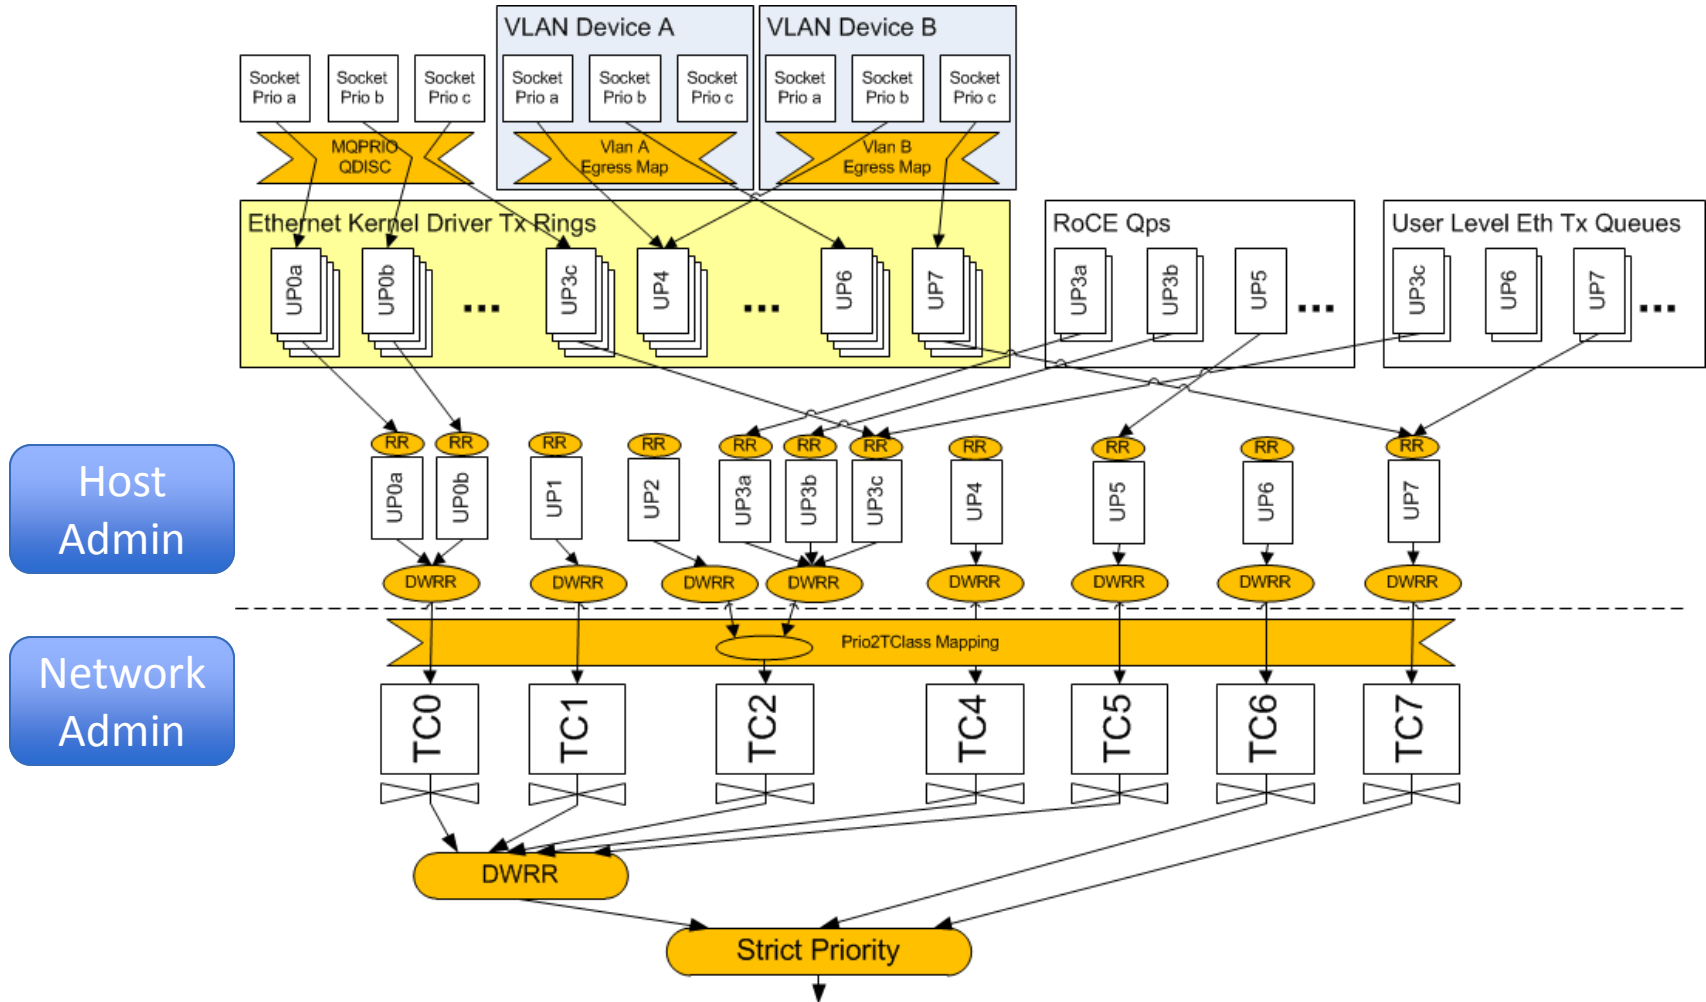 VLAN Device A
VLAN Device B
Socket
Prio a
Socket
Prio b
Socket
Prio c
Socket
Prio a
Socket
Prio b
Socket
Prio c
Socket
Prio a
Socket
Prio b
Socket
Prio c
MQPRIO
QDISC
Vlan A
Egress Map
Vlan B
Egress Map
Ethernet Kernel Driver Tx Rings
RoCE Qps
User Level Eth Tx Queues
UP0a
UP0b
...
UP3c
UP4
...
UP6
UP7
UP3a
UP3b
UP5
...
UP3c
UP6
UP7
...
RR
RR
RR
RR
RR
RR
RR
RR
RR
RR
RR
Host
Admin
UP0a
UP0b
UP1
UP2
UP3a
UP3b
UP3c
UP4
UP5
UP6
UP7
DWRR
DWRR
DWRR
DWRR
DWRR
DWRR
DWRR
DWRR
Prio2TClass Mapping
Network
Admin
TC0
TC1
TC2
TC4
TC5
TC6
TC7
DWRR
Strict Priority